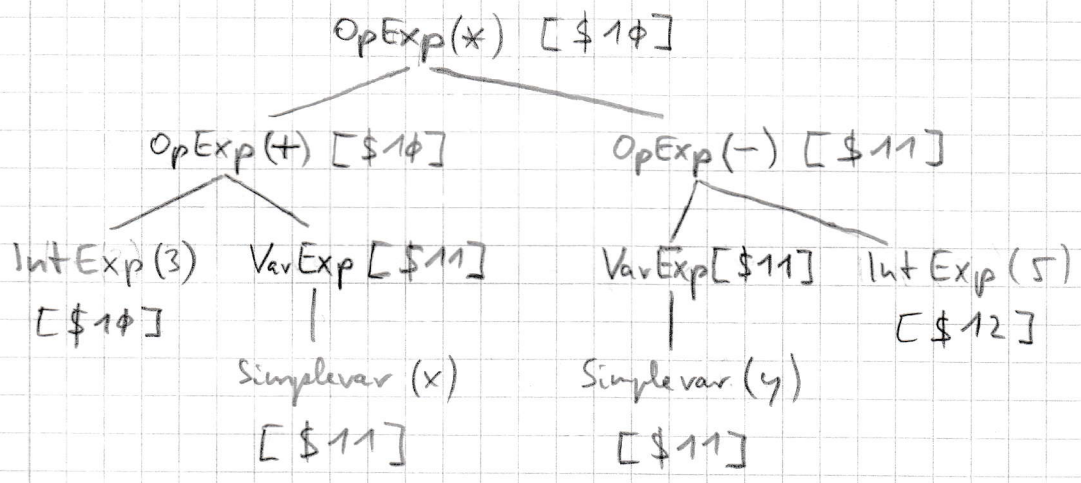 OpExp(*) [$10]
OpExp(+) [$10] OpExp(-) [$11]
IntExp(3) VarExp[$11] VarExp[$11] IntExp(5)
[$10] [$12]
Simplevar(x) Simplevar(y)
[$11] [$11]